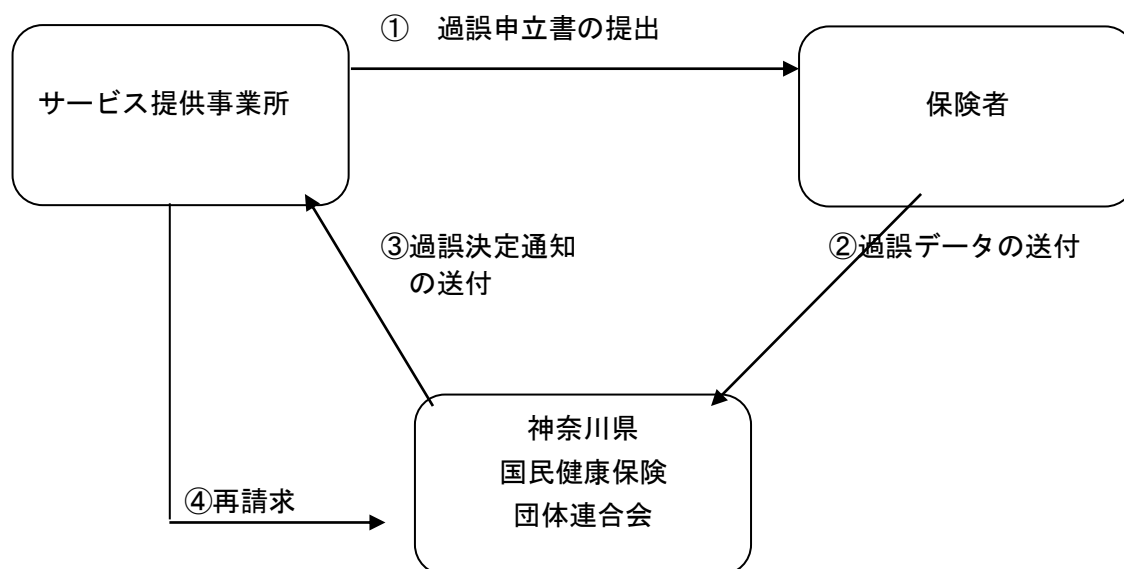 ① 過誤申立書の提出
サービス提供事業所
保険者
③過誤決定通知
の送付
②過誤データの送付
神奈川県
国民健康保険
団体連合会
④再請求